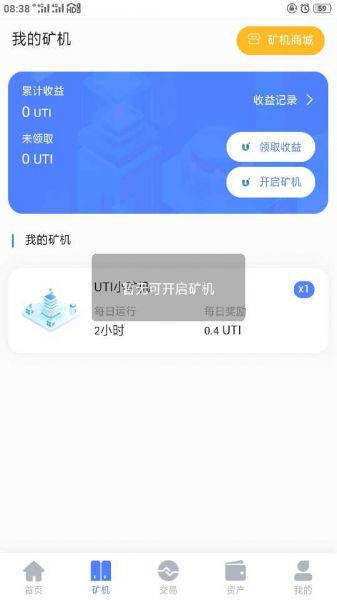 08:38
59
我的矿机
矿机商城
累计收益
0 UTI
收益记录
未领取
0 UTI
领取收益
开启矿机
我的矿机
UTI小矿机
暂无可开启矿机
x1
每日运行
每日奖励
2小时
0.4 UTI
首页
矿机
交易
资产
我的